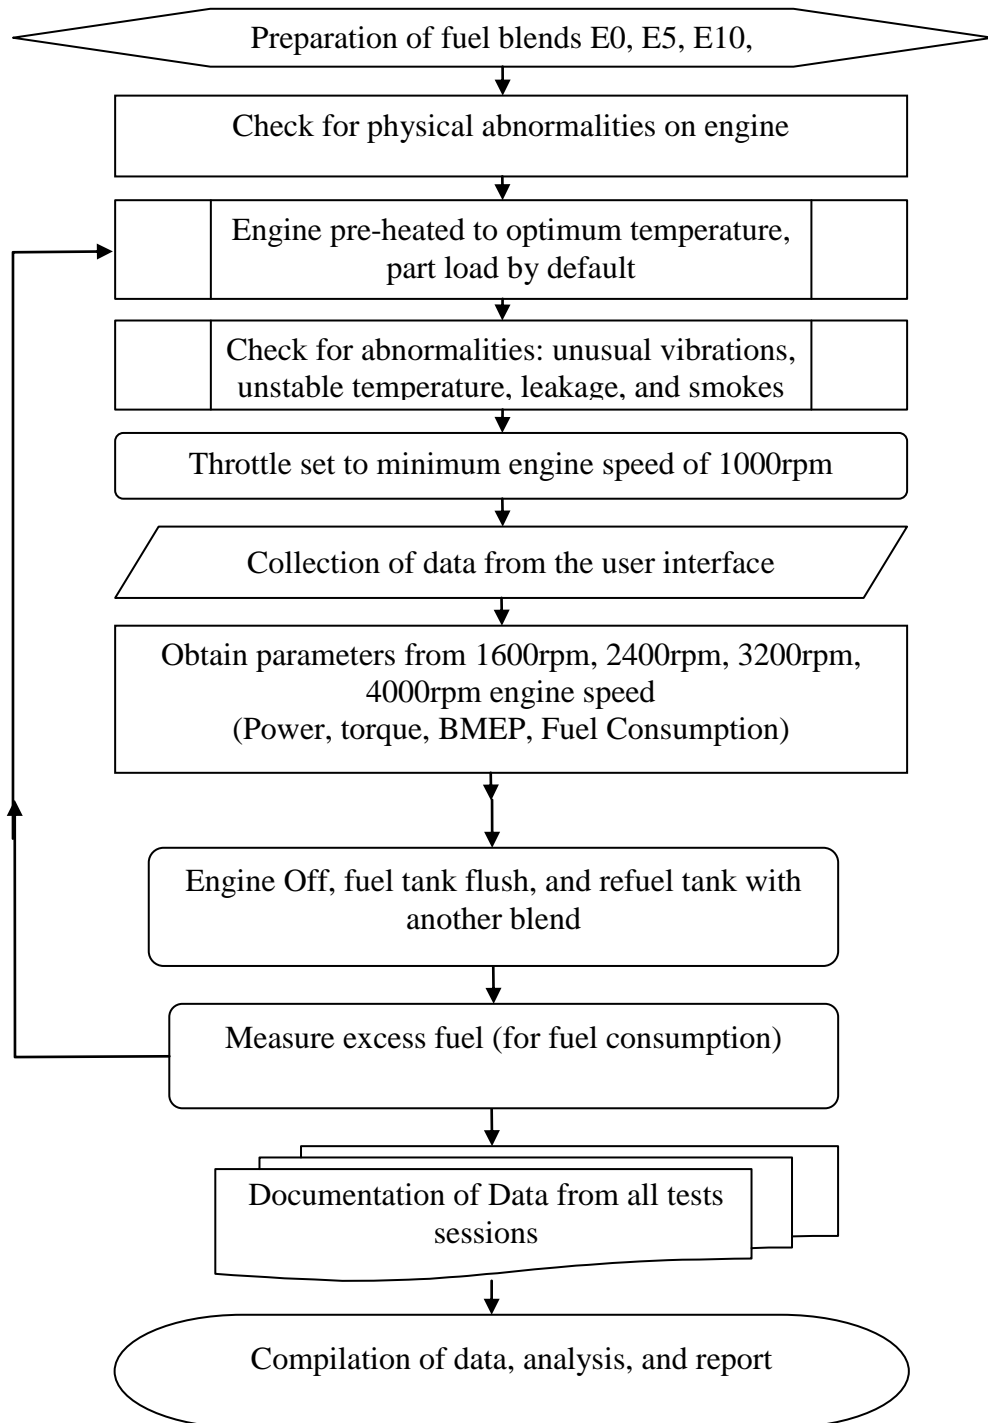 Preparation of fuel blends E0, E5, E10,
Check for physical abnormalities on engine
Engine pre-heated to optimum temperature,
part load by default
Check for abnormalities: unusual vibrations,
unstable temperature, leakage, and smokes
Throttle set to minimum engine speed of 1000rpm
Collection of data from the user interface
Obtain parameters from 1600rpm, 2400rpm, 3200rpm,
4000rpm engine speed
(Power, torque, BMEP, Fuel Consumption)
Engine Off, fuel tank flush, and refuel tank with
another blend
Measure excess fuel (for fuel consumption)
Documentation of Data from all tests
sessions
Compilation of data, analysis, and report